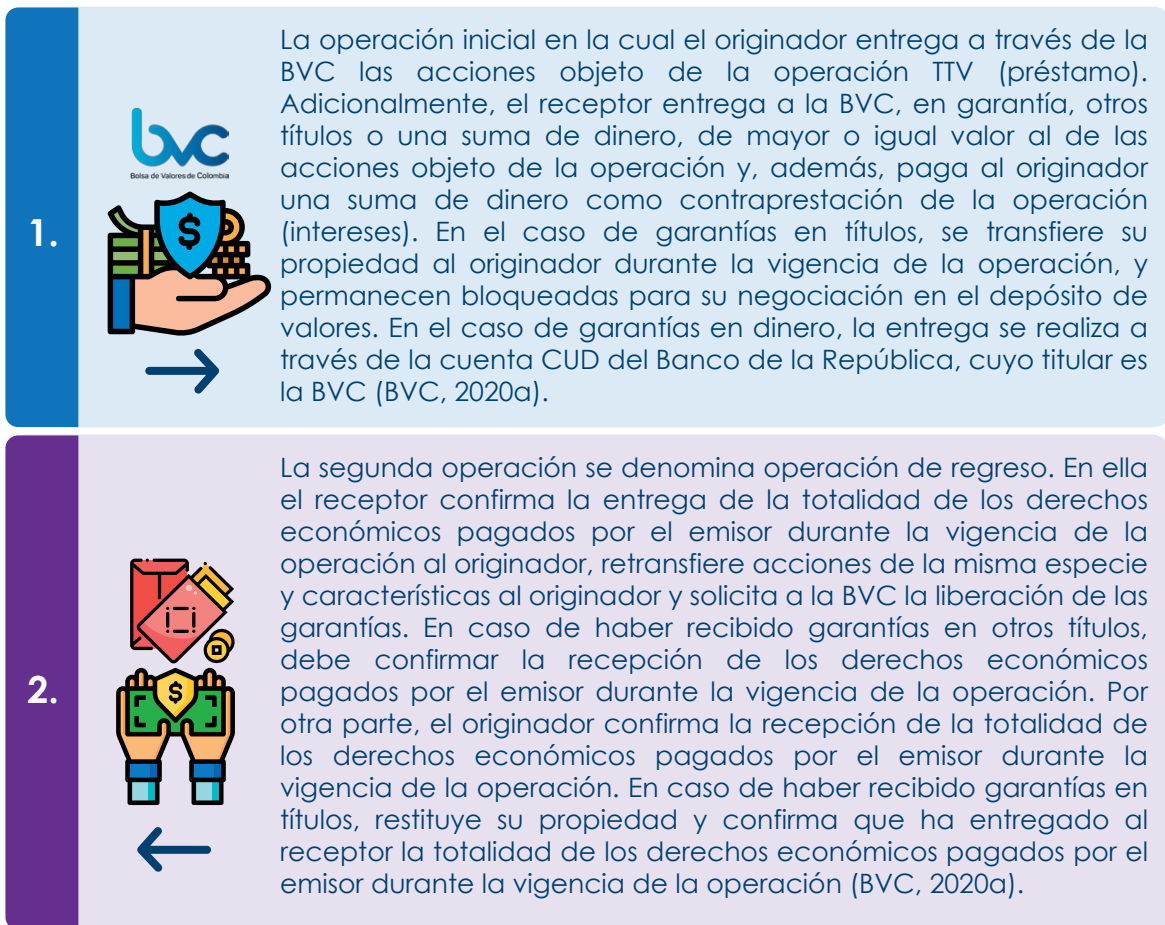 La operación inicial en la cual el originador entrega a través de la
BVC las acciones objeto de la operación TTV (préstamo).
Adicionalmente, el receptor entrega a la BVC, en garantía, otros
títulos o una suma de dinero, de mayor o igual valor al de las
acciones objeto de la operación y, además, paga al originador
una suma de dinero como contraprestación de la operación
(intereses). En el caso de garantías en títulos, se transfiere su
propiedad al originador durante la vigencia de la operación, y
permanecen bloqueadas para su negociación en el depósito de
valores. En el caso de garantías en dinero, la entrega se realiza a
través de la cuenta CUD del Banco de la República, cuyo titular es
la BVC (BVC, 2020a).
bvc
Bolsa de Valores de Colombia
$
1.
La segunda operación se denomina operación de regreso. En ella
el receptor confirma la entrega de la totalidad de los derechos
económicos pagados por el emisor durante la vigencia de la
operación al originador, retransfiere acciones de la misma especie
y características al originador y solicita a la BVC la liberación de las
garantías. En caso de haber recibido garantías en otros títulos,
debe confirmar la recepción de los derechos económicos
pagados por el emisor durante la vigencia de la operación. Por
otra parte, el originador confirma la recepción de la totalidad de
los derechos económicos pagados por el emisor durante la
vigencia de la operación. En caso de haber recibido garantías en
títulos, restituye su propiedad y confirma que ha entregado al
receptor la totalidad de los derechos económicos pagados por el
emisor durante la vigencia de la operación (BVC, 2020a).
$
2.